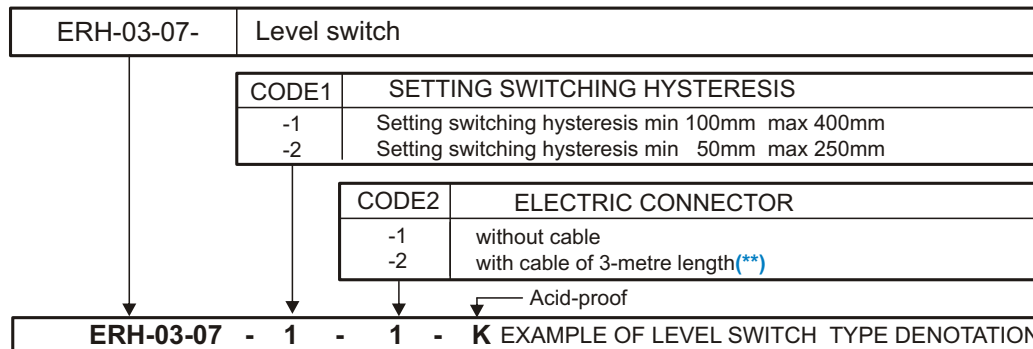 ERH-03-07- Level switch
CODE1 SETTING SWITCHING HYSTERESIS
-1 Setting switching hysteresis min 100mm max 400mm
-2 Setting switching hysteresis min 50mm max 250mm
CODE2 ELECTRIC CONNECTOR
-1 without cable
-2 with cable of 3-metre length(**)
Acid-proof
ERH-03-07 - 1 - 1 - K EXAMPLE OF LEVEL SWITCH TYPE DENOTATION